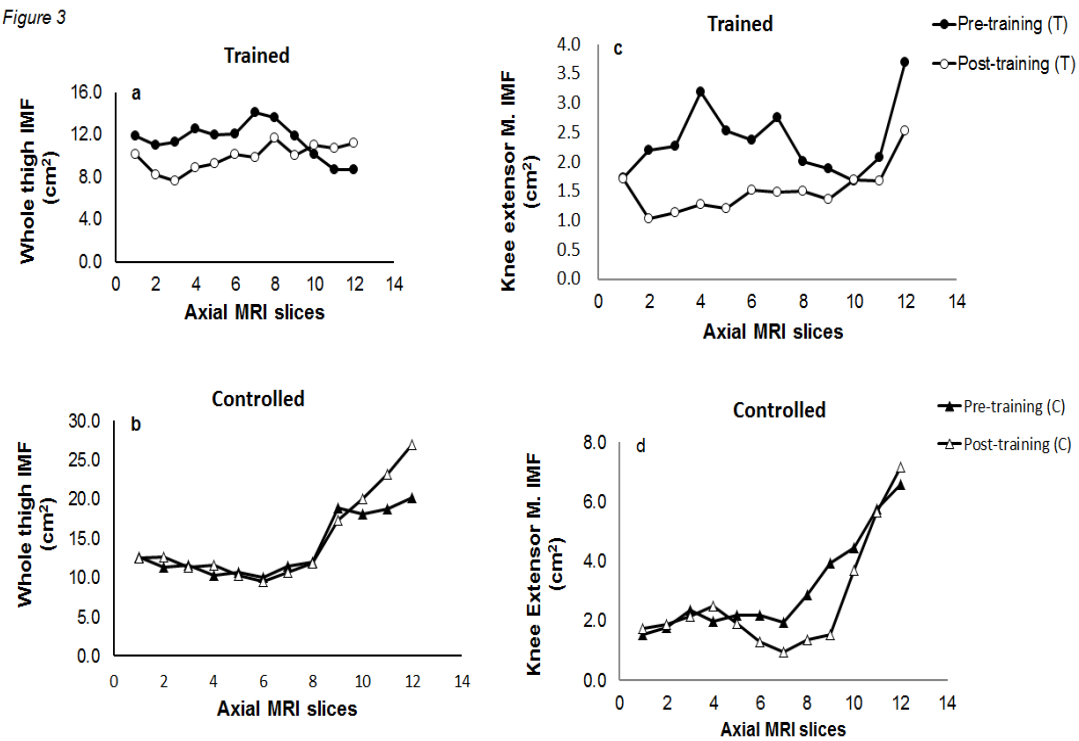 Figure 3
Trained
a
Whole thigh IMF
(cm²)
16.0
12.0
8.0
4.0
0.0
0 2 4 6 8 10 12 14
Axial MRI slices
Trained
c
Pre-training (T)
Post-training (T)
Knee extensor M. IMF
(cm²)
4.0
3.5
3.0
2.5
2.0
1.5
1.0
0.5
0.0
0 2 4 6 8 10 12 14
Axial MRI slices
Controlled
b
Whole thigh IMF
(cm²)
30.0
25.0
20.0
15.0
10.0
5.0
0.0
0 2 4 6 8 10 12 14
Axial MRI slices
Controlled
d
Pre-training (C)
Post-training (C)
Knee Extensor M. IMF
(cm²)
8.0
6.0
4.0
2.0
0.0
0 2 4 6 8 10 12 14
Axial MRI slices